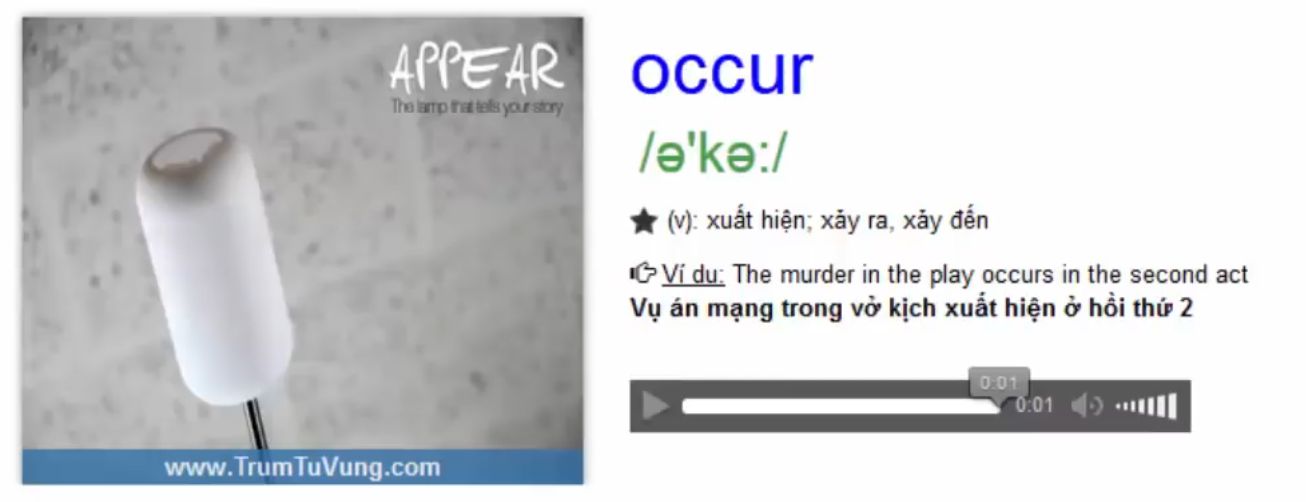 APPEAR
The lamp that tells your story
www.TrumTuVung.com
occur
/ə'kə:/
(v): xuất hiện; xảy ra, xảy đến
Ví dụ: The murder in the play occurs in the second act
Vụ án mạng trong vở kịch xuất hiện ở hồi thứ 2
0:01
0:01